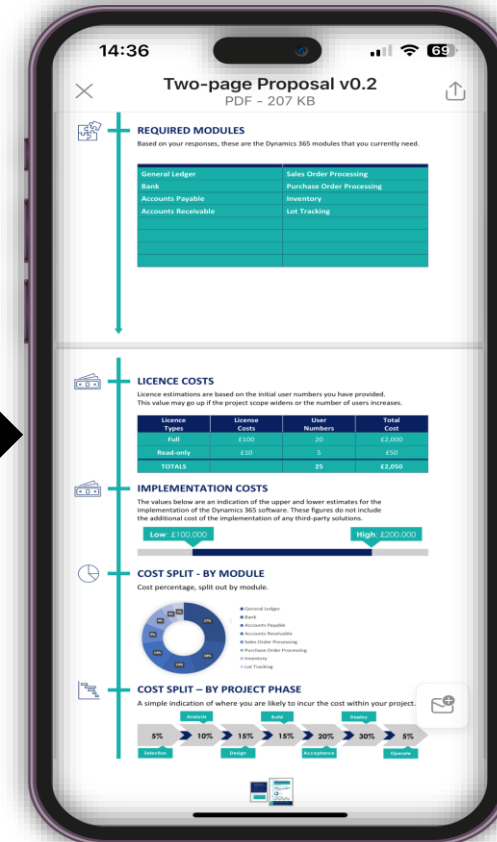 14:36
69
Two-page Proposal v0.2
PDF - 207 KB
REQUIRED MODULES
Based on your responses, these are the Dynamics 365 modules that you currently need.
General Ledger Sales Order Processing
Bank Purchase Order Processing
Accounts Payable Inventory
Accounts Receivable Lot Tracking
LICENCE COSTS
Licence estimations are based on the initial user numbers you have provided.
This value may go up if the project scope widens or the number of users increases.
Licence Types License Costs User Numbers Total Cost
Full £100 20 £2,000
Read-only £10 5 £50
TOTALS 25 £2,050
IMPLEMENTATION COSTS
The values below are an indication of the upper and lower estimates for the
implementation of the Dynamics 365 software. These figures do not include
the additional cost of the implementation of any third-party solutions.
Low: £100,000 High: £200,000
COST SPLIT - BY MODULE
Cost percentage, split out by module.
General Ledger
Bank
Accounts Payable
Accounts Receivable
Sales Order Processing
Purchase Order Processing
Inventory
Lot Tracking
COST SPLIT – BY PROJECT PHASE
A simple indication of where you are likely to incur the cost within your project.
Analysis Build Deploy
5% 10% 15% 15% 20% 30% 5%
Selection Design Acceptance Operate